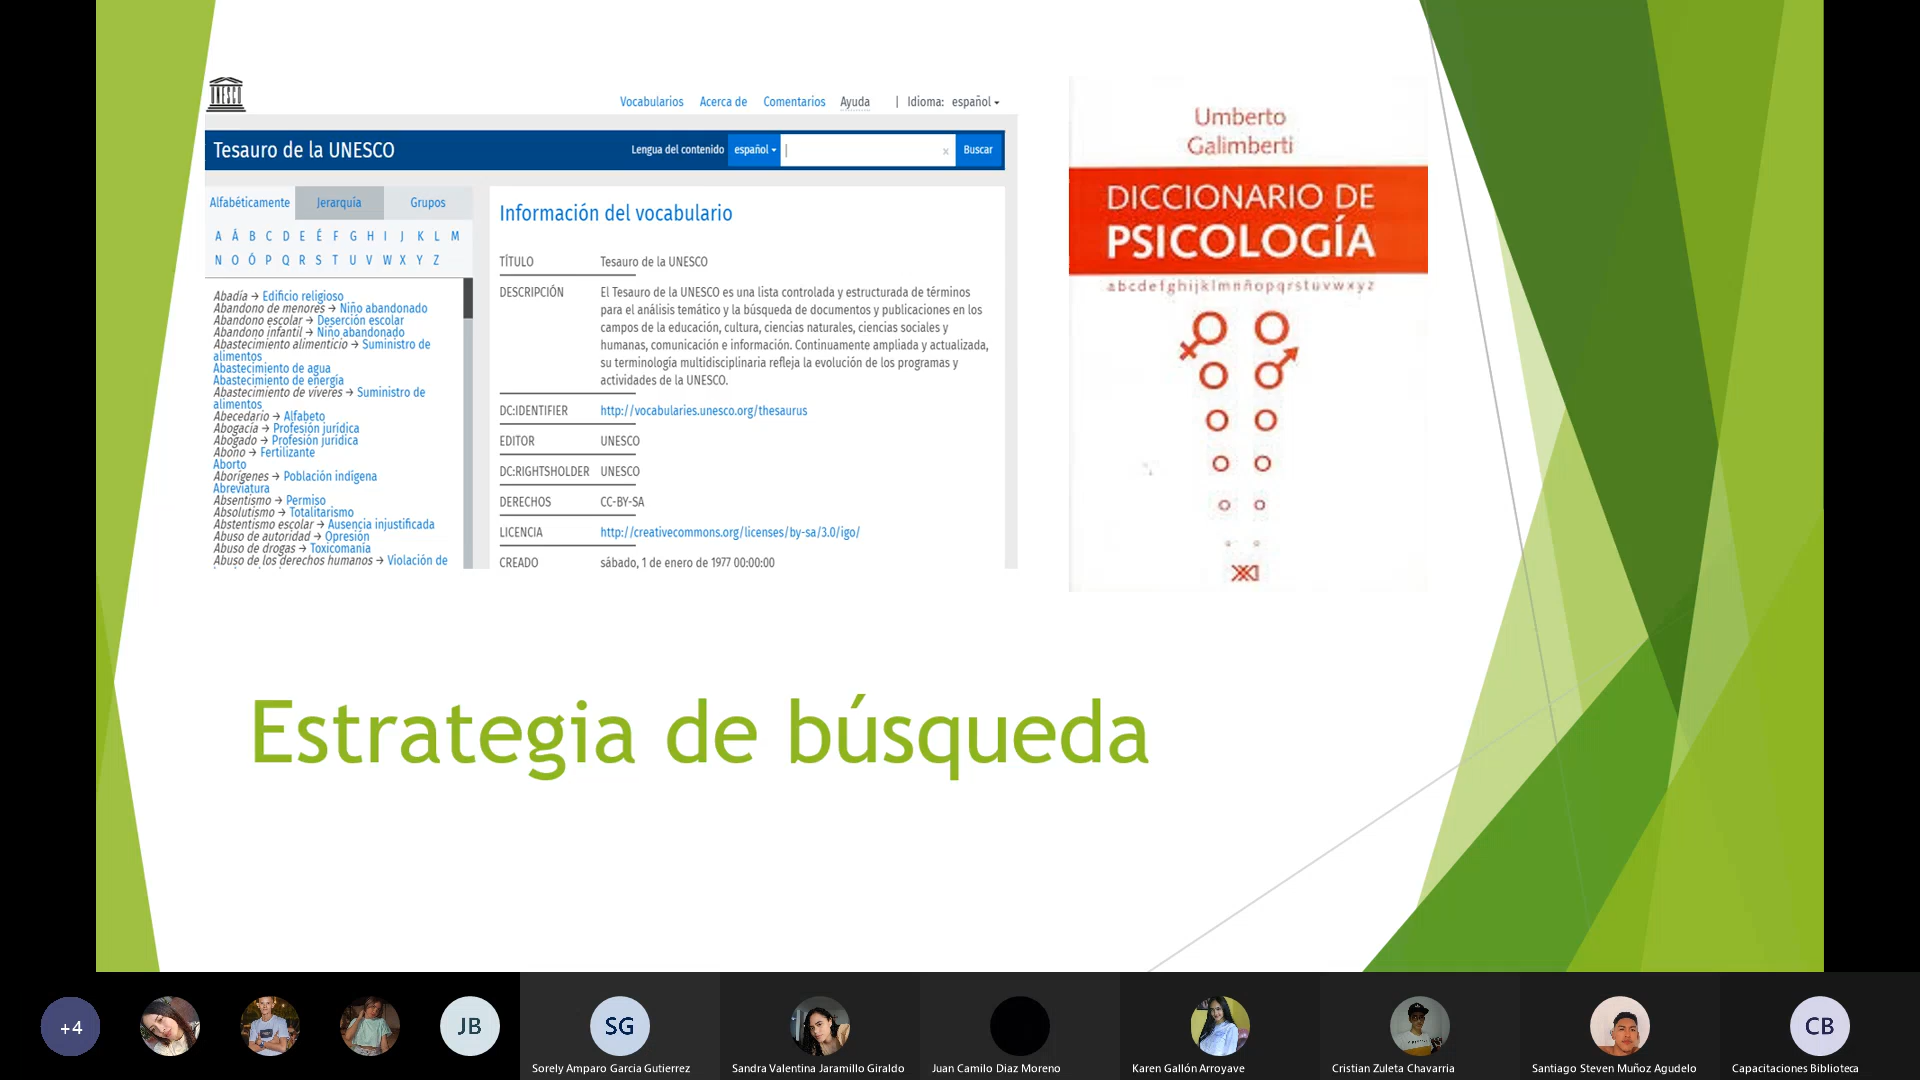 UNESCO
Vocabularios Acerca de Comentarios Ayuda | Idioma: español
Tesauro de la UNESCO
Lengua del contenido español x Buscar
Alfabéticamente Jerarquía Grupos
A Á B C D E É F G H I J K L M
N O Ó P Q R S T U V W X Y Z
Abadía → Edificio religioso
Abandono de menores → Niño abandonado
Abandono escolar → Deserción escolar
Abandono infantil → Niño abandonado
Abastecimiento alimenticio → Suministro de
alimentos
Abastecimiento de agua
Abastecimiento de energía
Abastecimiento de víveres → Suministro de
alimentos
Abecedario → Alfabeto
Abogacía → Profesión jurídica
Abogado → Profesión jurídica
Abono → Fertilizante
Aborto
Aborígenes → Población indígena
Abreviatura
Absentismo → Permiso
Absolutismo → Totalitarismo
Abstentismo escolar → Ausencia injustificada
Abuso de autoridad → Opresión
Abuso de drogas → Toxicomanía
Abuso de los derechos humanos → Violación de
Información del vocabulario
TÍTULO Tesauro de la UNESCO
DESCRIPCIÓN El Tesauro de la UNESCO es una lista controlada y estructurada de términos
para el análisis temático y la búsqueda de documentos y publicaciones en los
campos de la educación, cultura, ciencias naturales, ciencias sociales y
humanas, comunicación e información. Continuamente ampliada y actualizada,
su terminología multidisciplinaria refleja la evolución de los programas y
actividades de la UNESCO.
DC:IDENTIFIER http://vocabularies.unesco.org/thesaurus
EDITOR UNESCO
DC:RIGHTSHOLDER UNESCO
DERECHOS CC-BY-SA
LICENCIA http://creativecommons.org/licenses/by-sa/3.0/igo/
CREADO sábado, 1 de enero de 1977 00:00:00
Umberto
Galimberti
DICCIONARIO DE
PSICOLOGÍA
abcdefghijklmnñopqrstuvwxyz
Estrategia de búsqueda
+4
JB
SG
CB
Sorely Amparo Garcia Gutierrez
Sandra Valentina Jaramillo Giraldo
Juan Camilo Diaz Moreno
Karen Gallón Arroyave
Cristian Zuleta Chavarria
Santiago Steven Muñoz Agudelo
Capacitaciones Biblioteca